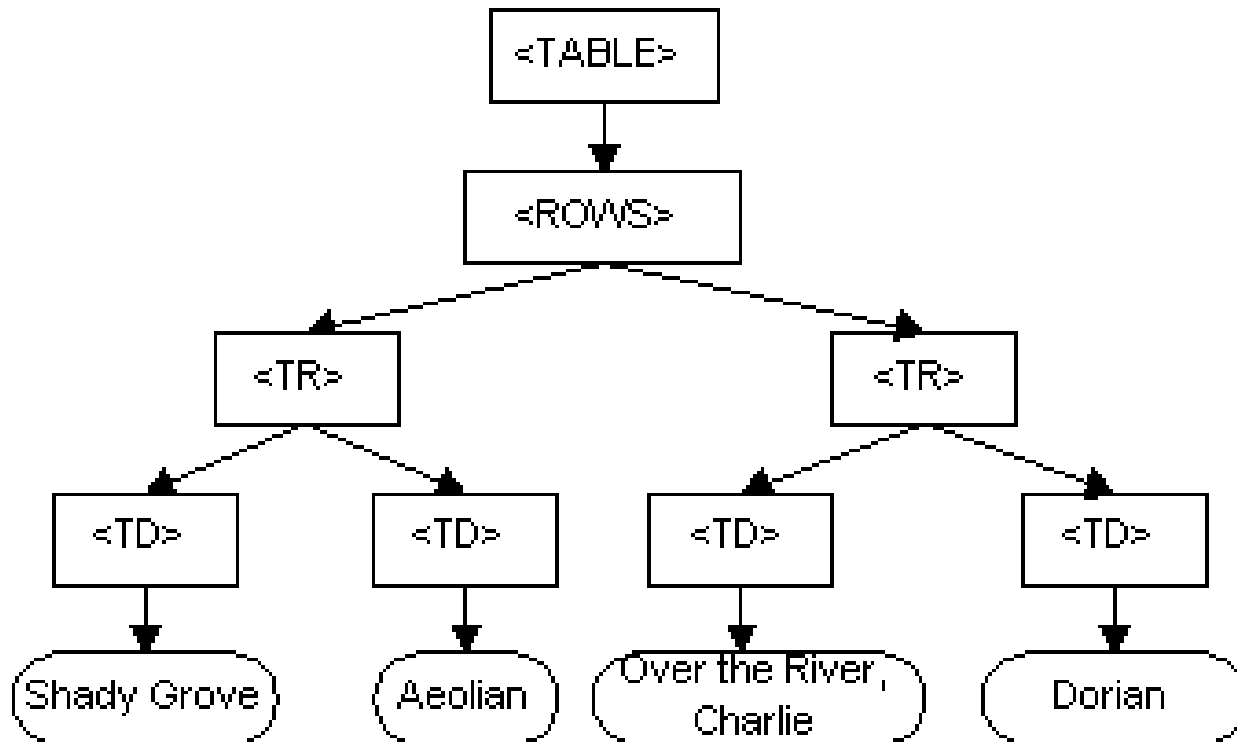 <TABLE>
<ROWS>
<TR>
<TR>
<TD>
<TD>
<TD>
<TD>
Shady Grove
Aeolian
Over the River,
Charlie
Dorian